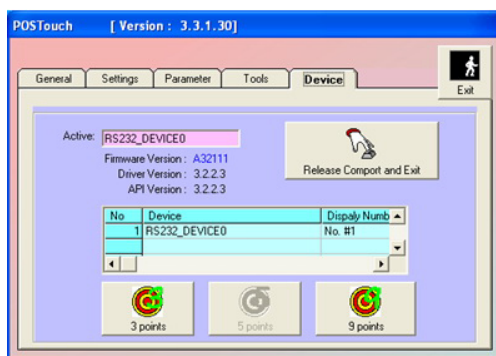 POSTouch [ Version : 3.3.1.30]
Exit
General Settings Parameter Tools Device
Active: RS232_DEVICE0
Firmware Version : A32111
Driver Version : 3.2.2.3
API Version : 3.2.2.3
Release Comport and Exit
No Device Dispaly Numb
1 RS232_DEVICE0 No. #1
3 points 5 points 9 points